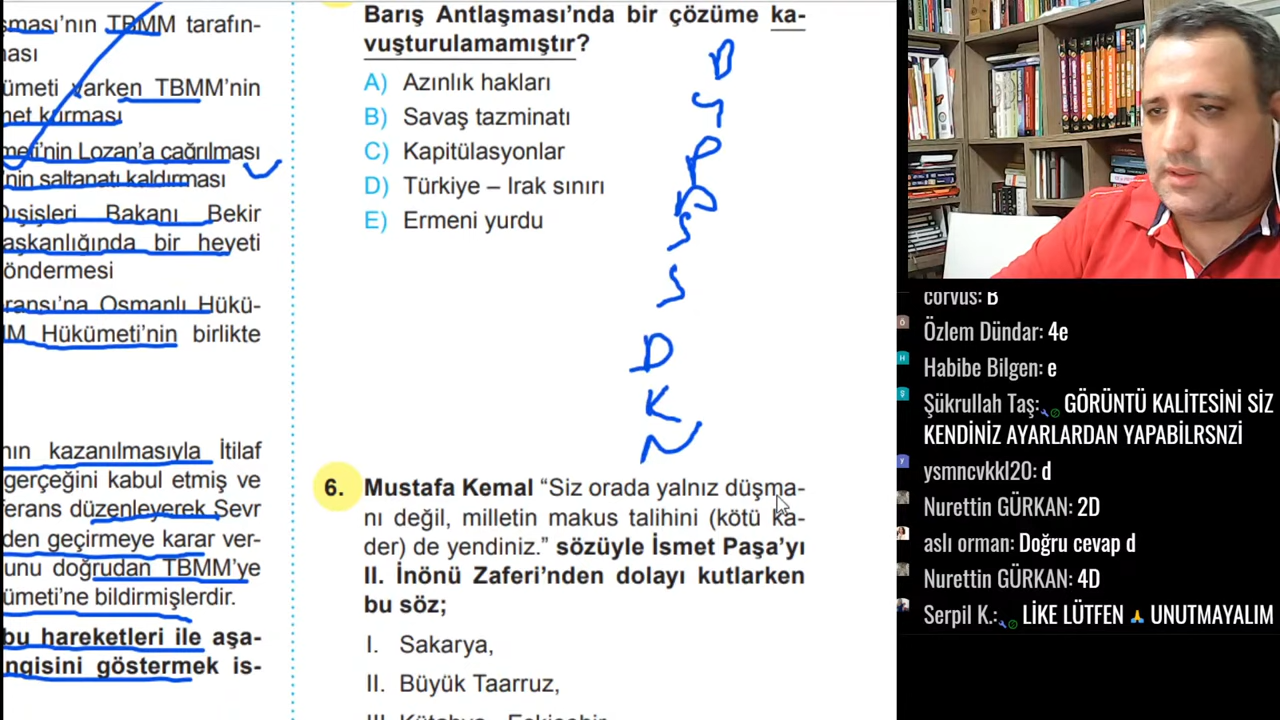 sması'nın TBMM tarafın-
ması
ümeti varken TBMM'nin
met kurması
meti'nin Lozan'a çağrılması
nin saltanatı kaldırması
Dışişleri Bakanı Bekir
aşkanlığında bir heyeti
öndermesi
eransı'na Osmanlı Hükü-
MM Hükümeti'nin birlikte
nın kazanılmasıyla İtilaf
gerçeğini kabul etmiş ve
ferans düzenleyerek Sevr
den geçirmeye karar ver-
unu doğrudan TBMM'ye
ümeti'ne bildirmişlerdir.
bu hareketleri ile aşa-
ngisini göstermek is-
Barış Antlaşması'nda bir çözüme ka-
vuşturulamamıştır?
A) Azınlık hakları
B) Savaş tazminatı
C) Kapitülasyonlar
D) Türkiye – Irak sınırı
E) Ermeni yurdu
S
S
D
K
N
6. Mustafa Kemal “Siz orada yalnız düşma-
nı değil, milletin makus talihini (kötü ka-
der) de yendiniz.” sözüyle İsmet Paşa'yı
II. İnönü Zaferi'nden dolayı kutlarken
bu söz;
I. Sakarya,
II. Büyük Taarruz,
III. Kütahya - Eskişehir
corvus: B
Özlem Dündar: 4e
Habibe Bilgen: e
Şükrullah Taş: GÖRÜNTÜ KALİTESİNİ SİZ
KENDİNİZ AYARLARDAN YAPABİLRSNZİ
ysmncvkkl20: d
Nurettin GÜRKAN: 2D
aslı orman: Doğru cevap d
Nurettin GÜRKAN: 4D
Serpil K.: LİKE LÜTFEN 🙏 UNUTMAYALIM